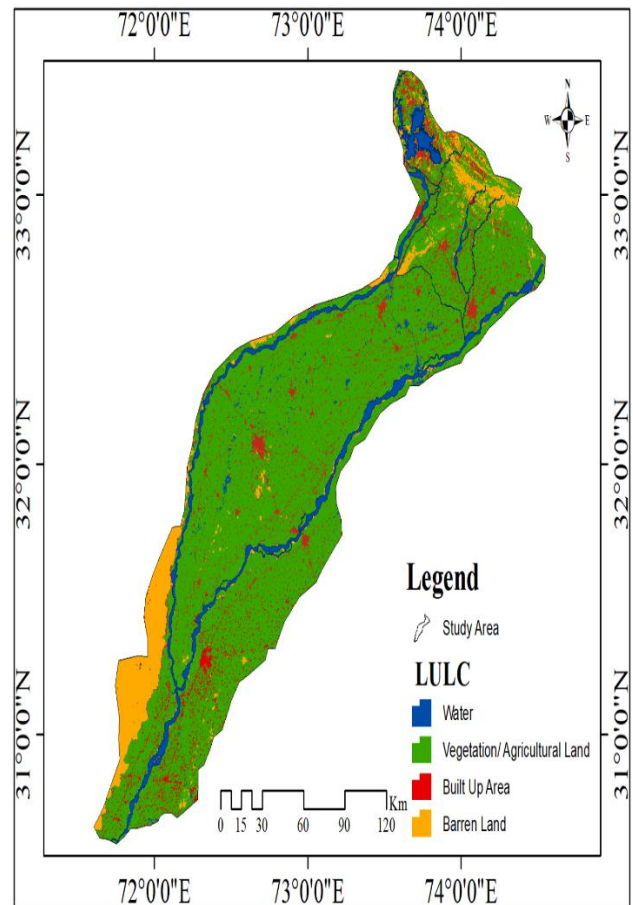 72°0'0"E 73°0'0"E 74°0'0"E
N
W E
S
33°0'0"N 33°0'0"N
32°0'0"N 32°0'0"N
31°0'0"N 31°0'0"N
Legend
Study Area
LULC
Water
Vegetation/ Agricultural Land
Built Up Area
Barren Land
Km
0 15 30 60 90 120
72°0'0"E 73°0'0"E 74°0'0"E